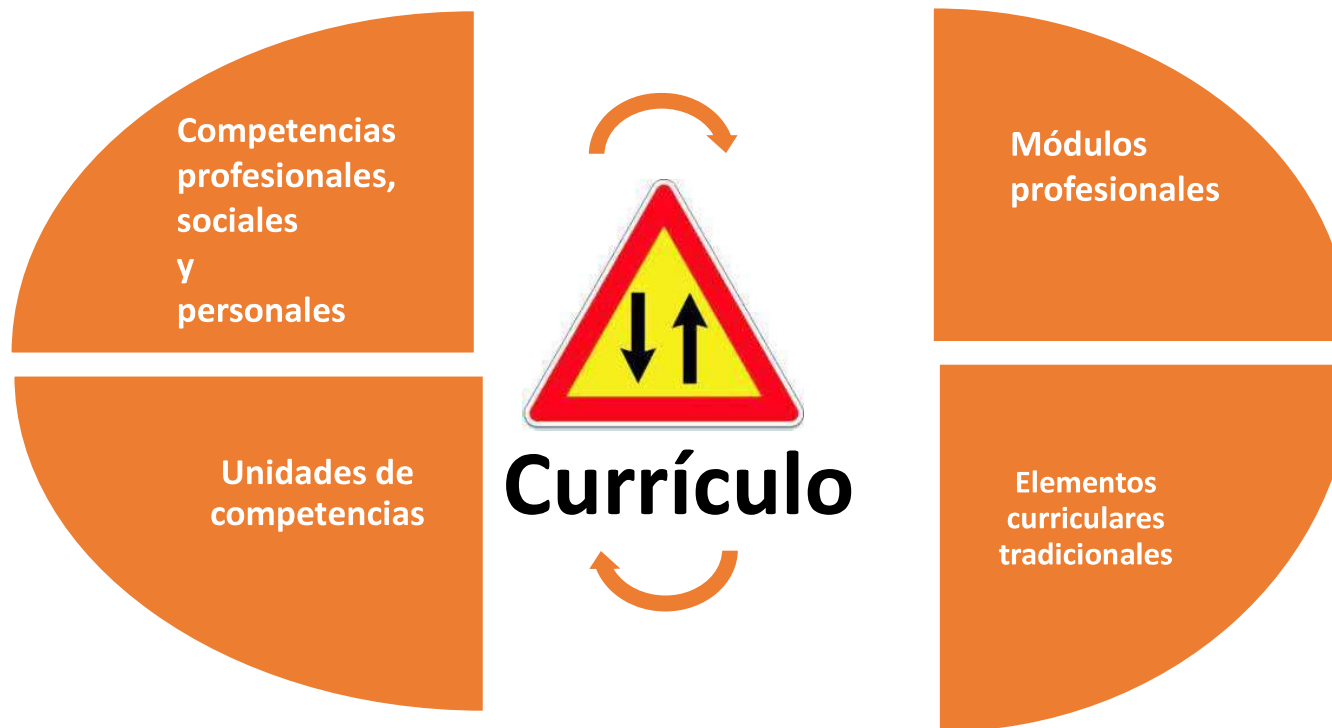 Competencias
profesionales,
sociales
y
personales
Módulos
profesionales
Currículo
Unidades de
competencias
Elementos
curriculares
tradicionales